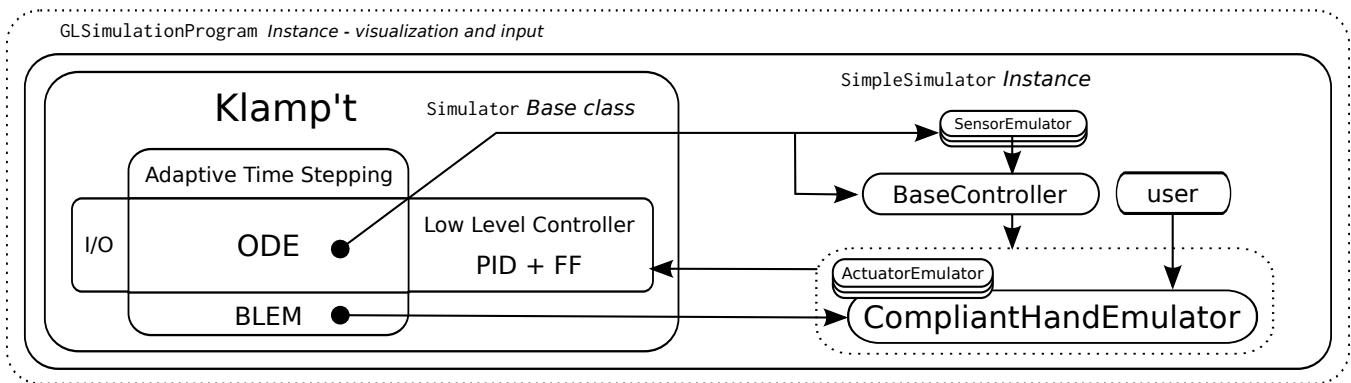 GLSimulationProgram Instance - visualization and input
SimpleSimulator Instance
Klamp't
Simulator Base class
SensorEmulator
Adaptive Time Stepping
BaseController
user
I/O
ODE
Low Level Controller
PID + FF
ActuatorEmulator
BLEM
CompliantHandEmulator